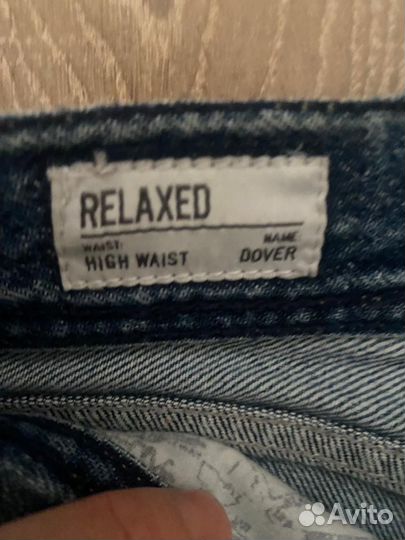 RELAXED
WAIST: NAME:
HIGH WAIST DOVER
Avito